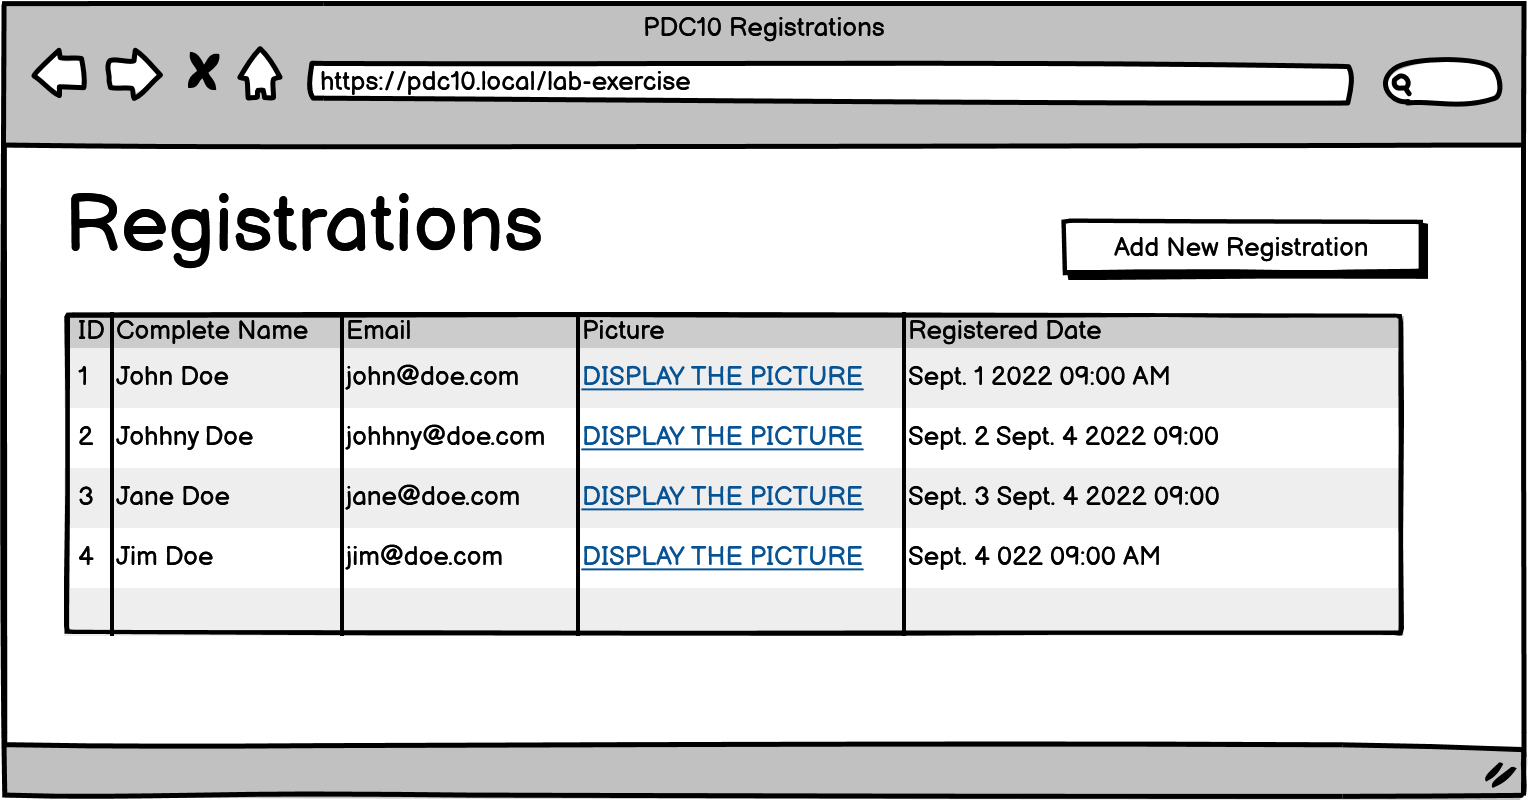 PDC10 Registrations
https://pdc10.local/lab-exercise
Registrations
Add New Registration
ID Complete Name Email Picture Registered Date
1 John Doe john@doe.com DISPLAY THE PICTURE Sept. 1 2022 09:00 AM
2 Johhny Doe johhny@doe.com DISPLAY THE PICTURE Sept. 2 Sept. 4 2022 09:00
3 Jane Doe jane@doe.com DISPLAY THE PICTURE Sept. 3 Sept. 4 2022 09:00
4 Jim Doe jim@doe.com DISPLAY THE PICTURE Sept. 4 022 09:00 AM